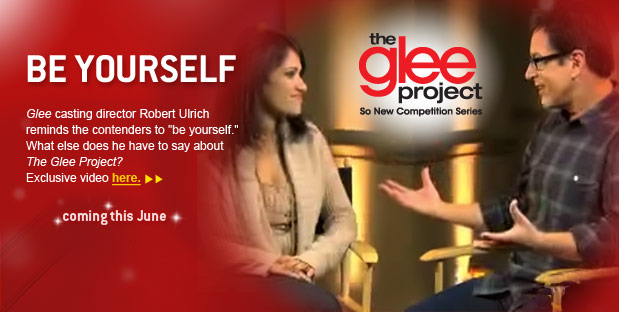 BE YOURSELF
Glee casting director Robert Ulrich
reminds the contenders to "be yourself."
What else does he have to say about
The Glee Project?
Exclusive video here.
coming this June
the
glee
project
So New Competition Series